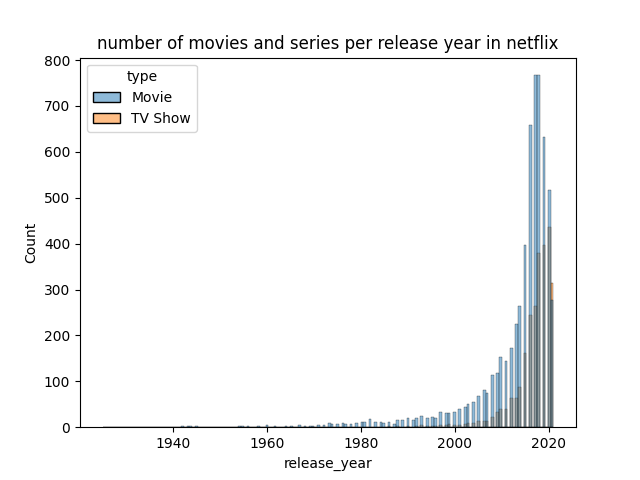 number of movies and series per release year in netflix
type
Movie
TV Show
800
700
600
500
400
300
200
100
0
Count
1940
1960
1980
2000
2020
release_year